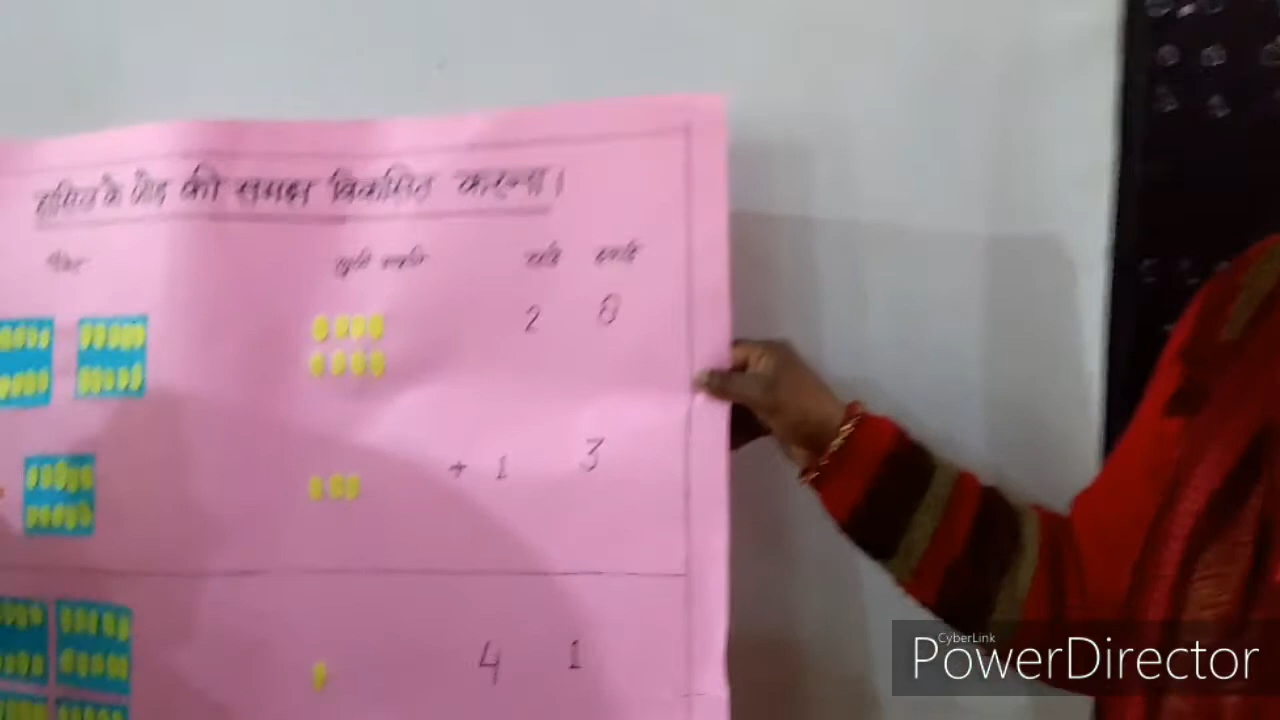 हासिल के जोड़ की समझ विकसित करना।
2 8
+ 1 3
4 1
CyberLink
PowerDirector